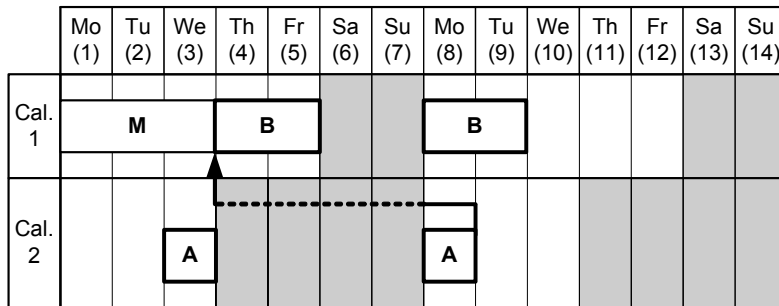 Mo Tu We Th Fr Sa Su Mo Tu We Th Fr Sa Su
(1) (2) (3) (4) (5) (6) (7) (8) (9) (10) (11) (12) (13) (14)
Cal.
1
M B B
Cal.
2
A A